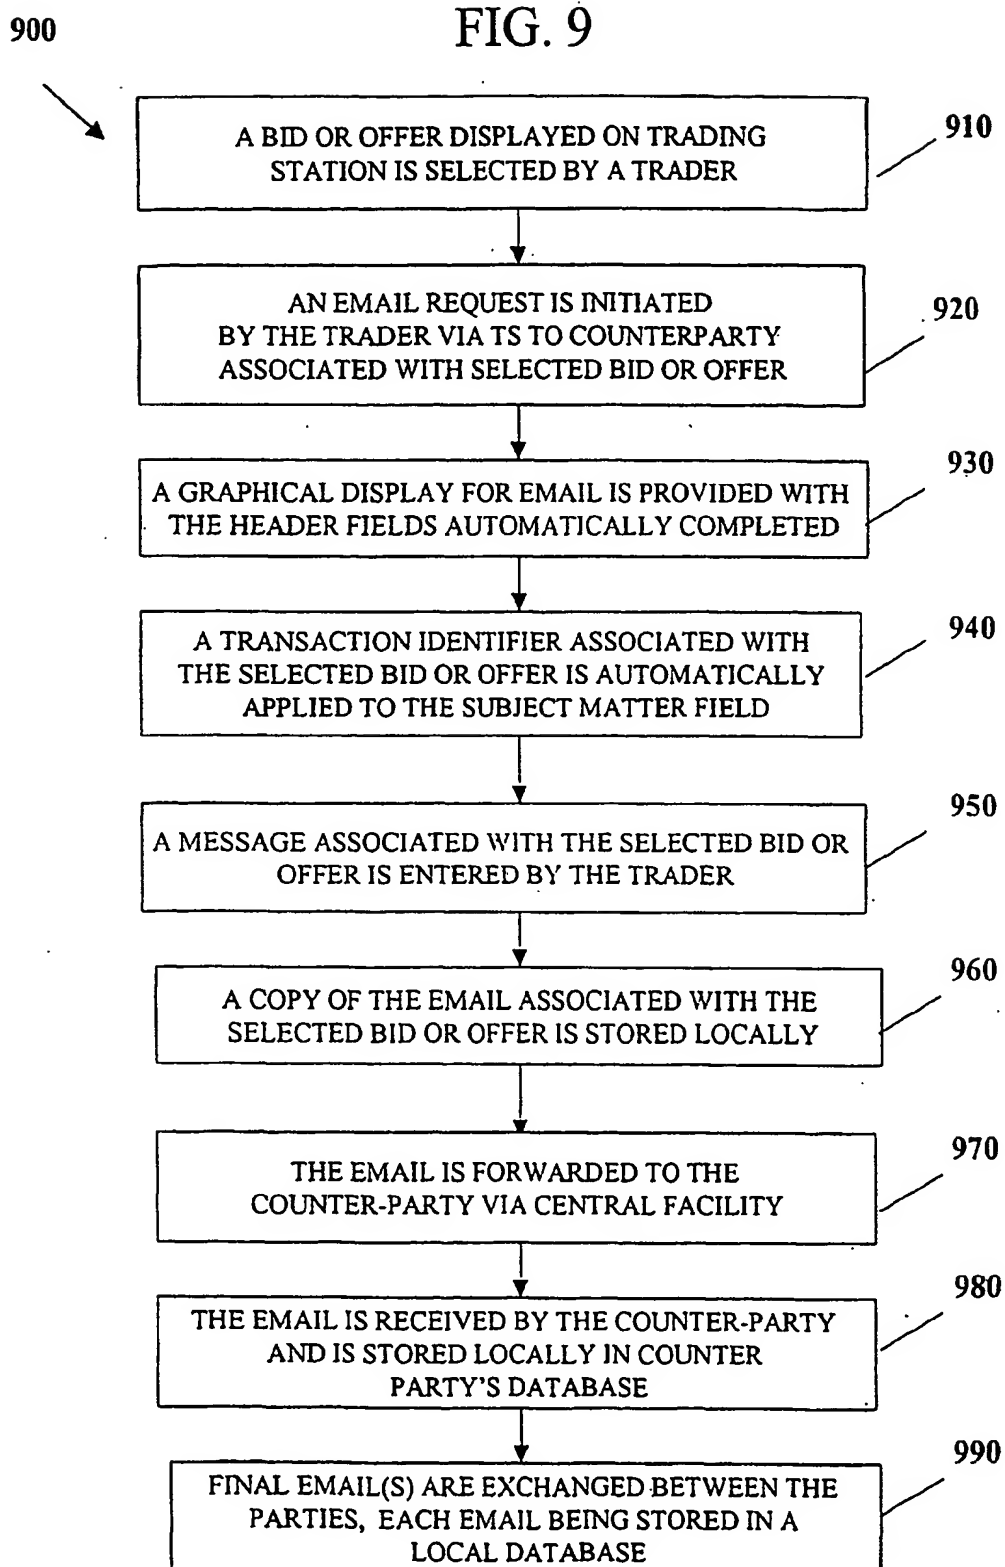 900
FIG. 9
A BID OR OFFER DISPLAYED ON TRADING
STATION IS SELECTED BY A TRADER
910
AN EMAIL REQUEST IS INITIATED
BY THE TRADER VIA TS TO COUNTERPARTY
ASSOCIATED WITH SELECTED BID OR OFFER
920
A GRAPHICAL DISPLAY FOR EMAIL IS PROVIDED WITH
THE HEADER FIELDS AUTOMATICALLY COMPLETED
930
A TRANSACTION IDENTIFIER ASSOCIATED WITH
THE SELECTED BID OR OFFER IS AUTOMATICALLY
APPLIED TO THE SUBJECT MATTER FIELD
940
A MESSAGE ASSOCIATED WITH THE SELECTED BID OR
OFFER IS ENTERED BY THE TRADER
950
A COPY OF THE EMAIL ASSOCIATED WITH THE
SELECTED BID OR OFFER IS STORED LOCALLY
960
THE EMAIL IS FORWARDED TO THE
COUNTER-PARTY VIA CENTRAL FACILITY
970
THE EMAIL IS RECEIVED BY THE COUNTER-PARTY
AND IS STORED LOCALLY IN COUNTER
PARTY'S DATABASE
980
FINAL EMAIL(S) ARE EXCHANGED BETWEEN THE
PARTIES, EACH EMAIL BEING STORED IN A
LOCAL DATABASE
990